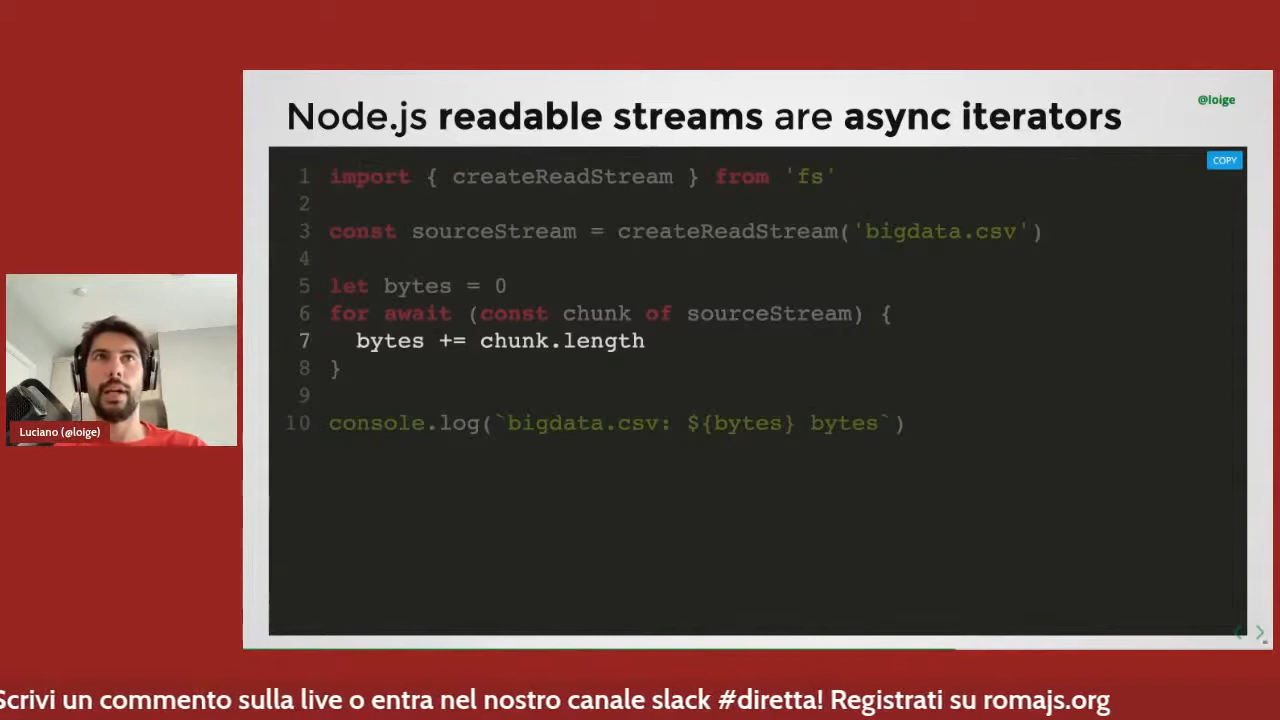 Node.js readable streams are async iterators
@loige
COPY
1 import { createReadStream } from 'fs'
2
3 const sourceStream = createReadStream('bigdata.csv')
4
5 let bytes = 0
6 for await (const chunk of sourceStream) {
7 bytes += chunk.length
8 }
9
10 console.log(`bigdata.csv: ${bytes} bytes`)
Luciano (@loige)
Scrivi un commento sulla live o entra nel nostro canale slack #diretta! Registrati su romajs.org